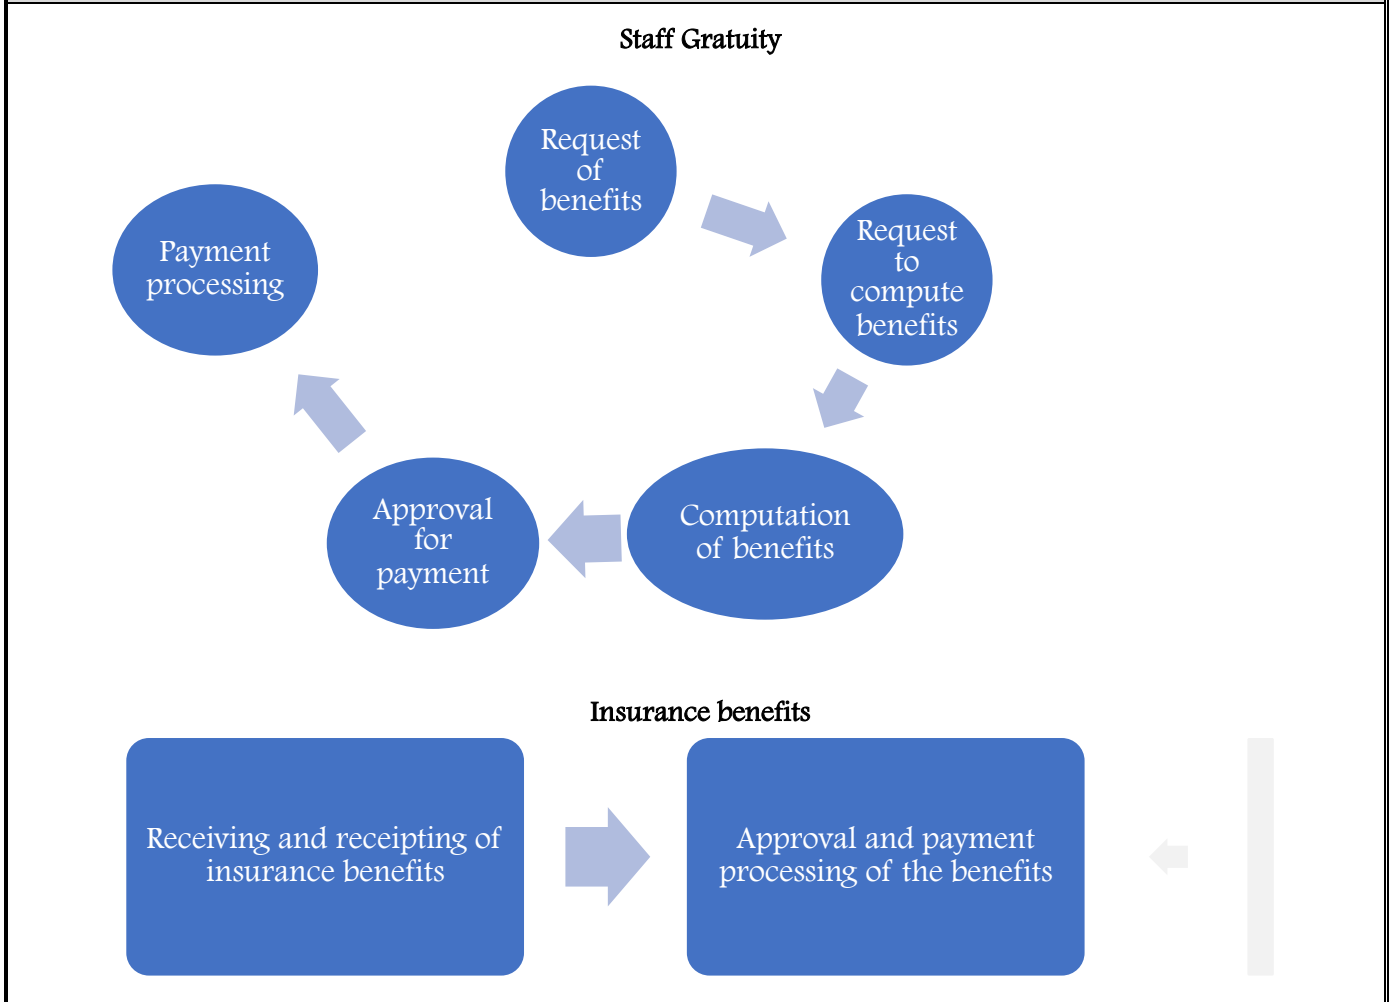 Staff Gratuity
Request
of
benefits
Request
to
compute
benefits
Computation
of benefits
Approval
for
payment
Payment
processing
Insurance benefits
Receiving and receipting of
insurance benefits
Approval and payment
processing of the benefits